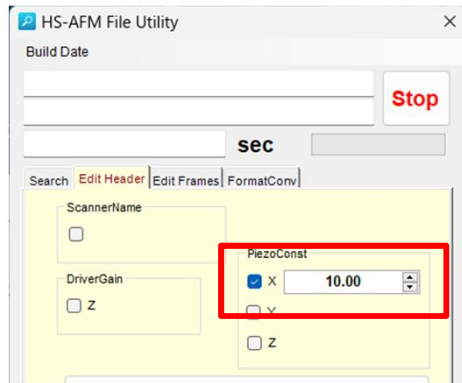 HS-AFM File Utility
Build Date
Stop
sec
Search Edit Header Edit Frames FormatConv
ScannerName
PiezoConst
X 10.00
DriverGain
Z
Y
Z